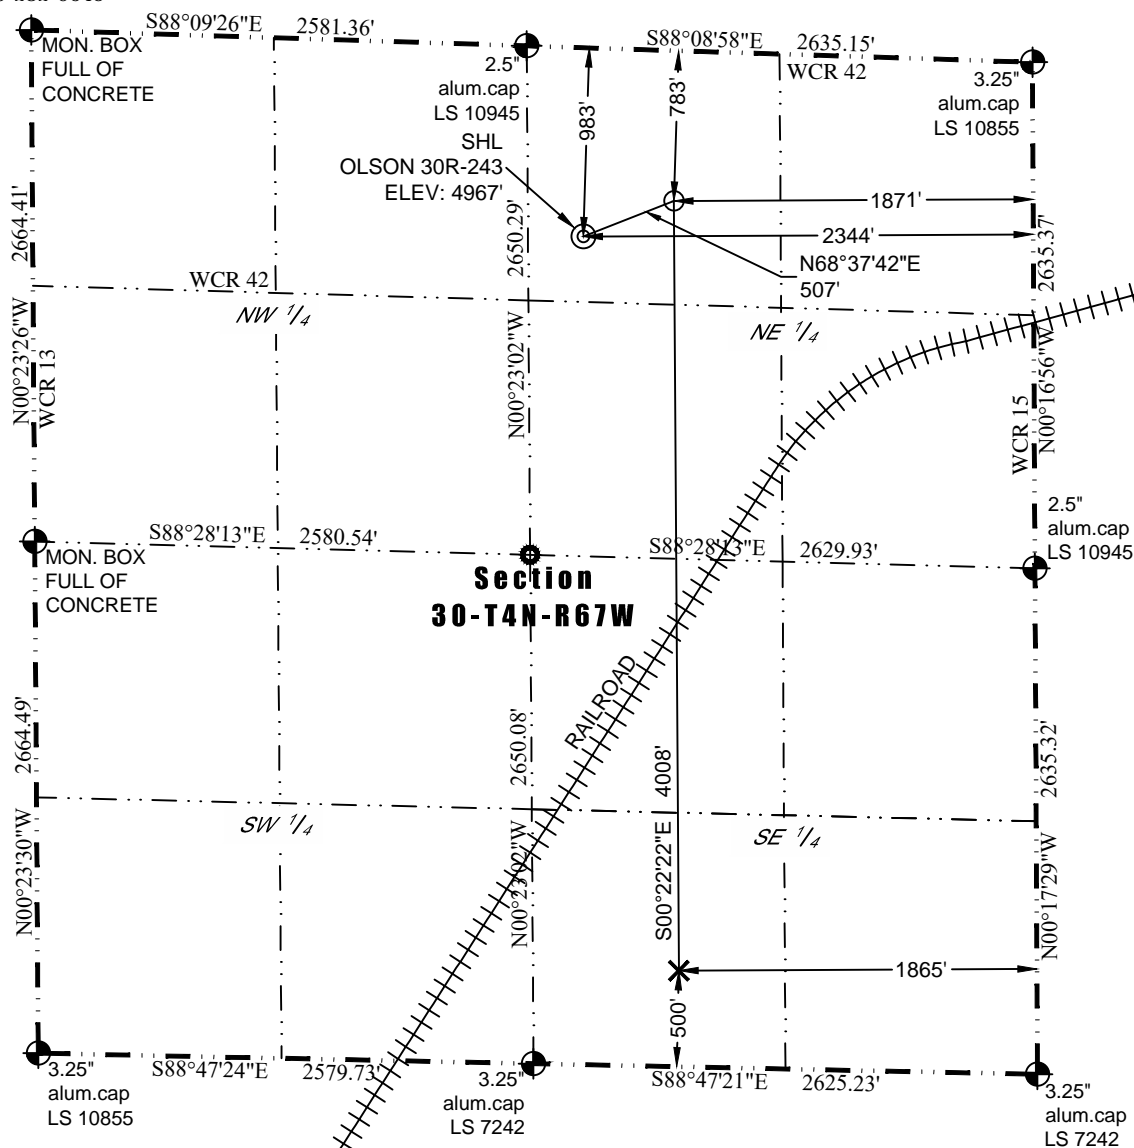 S88°09'26"E 2581.36'
S88°08'58"E 2635.15'
WCR 42
MON. BOX
FULL OF
CONCRETE
2.5"
alum.cap
LS 10945
3.25"
alum.cap
LS 10855
983'
783'
SHL
OLSON 30R-243
ELEV: 4967'
1871'
2344'
N68°37'42"E
507'
2664.41'
N00°23'26"W
WCR 13
2650.29'
N00°23'02"W
2635.37'
N00°16'56"W
WCR 15
WCR 42
NW 1/4
NE 1/4
S88°28'13"E 2580.54'
S88°28'13"E 2629.93'
2.5"
alum.cap
LS 10945
MON. BOX
FULL OF
CONCRETE
Section
30-T4N-R67W
RAILROAD
2664.49'
N00°23'30"W
2650.08'
N00°23'02"W
S00°22'22"E 4008'
2635.32'
N00°17'29"W
SW 1/4
SE 1/4
1865'
500'
S88°47'24"E 2579.73'
S88°47'21"E 2625.23'
3.25"
alum.cap
LS 10855
3.25"
alum.cap
LS 7242
3.25"
alum.cap
LS 7242